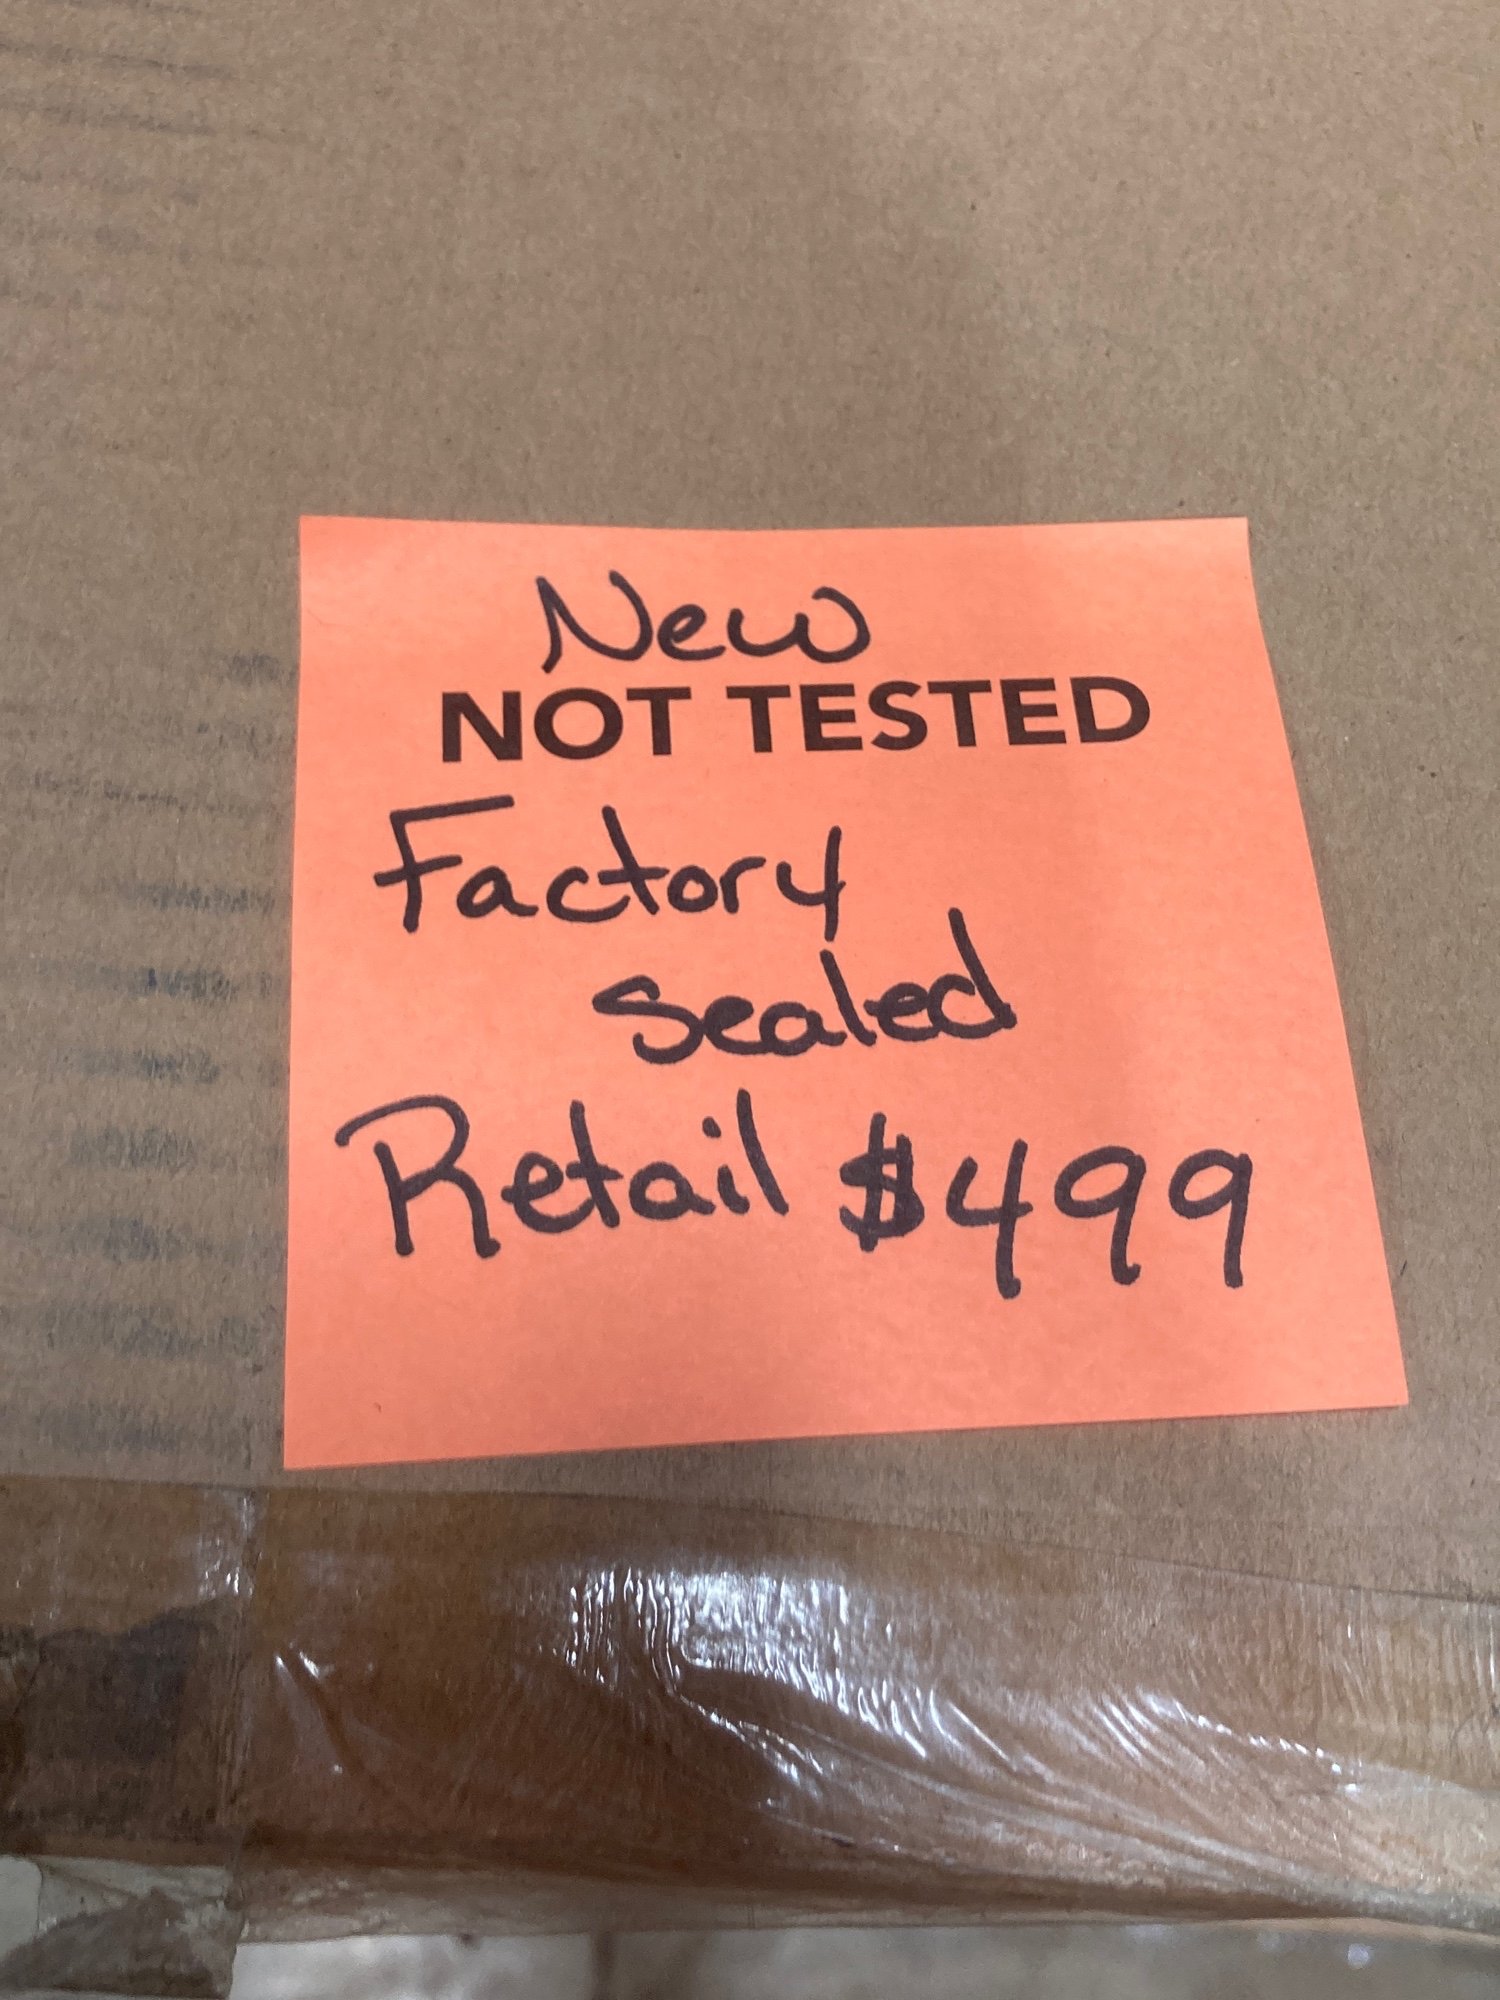 New
NOT TESTED
Factory
sealed
Retail $499